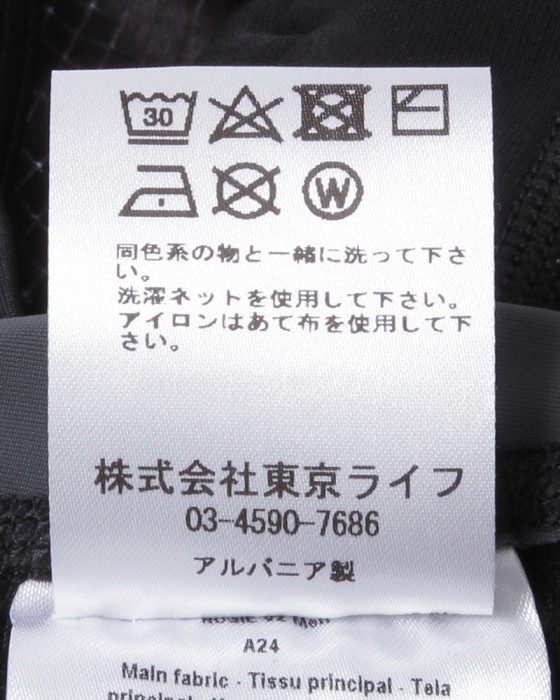 30
W
同色系の物と一緒に洗って下さ
い。
洗濯ネットを使用して下さい。
アイロンはあて布を使用して下
さい。
株式会社東京ライフ
03-4590-7686
アルバニア製
A24
Main fabric · Tissu principal · Tela